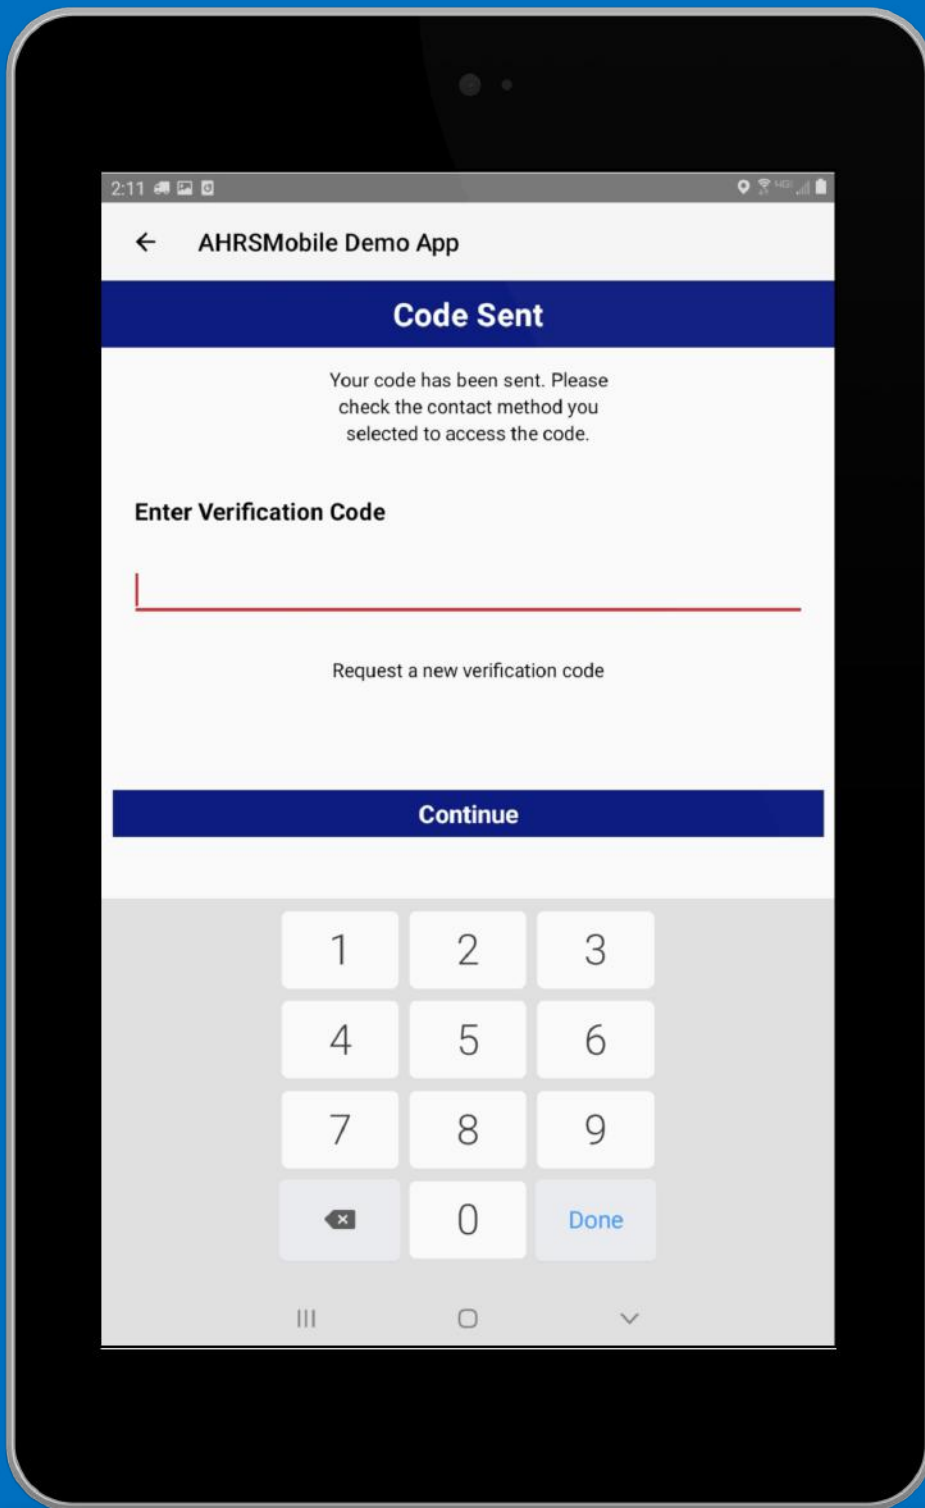 2:11
AHRSMobile Demo App
Code Sent
Your code has been sent. Please
check the contact method you
selected to access the code.
Enter Verification Code
Request a new verification code
Continue
1 2 3
4 5 6
7 8 9
0 Done